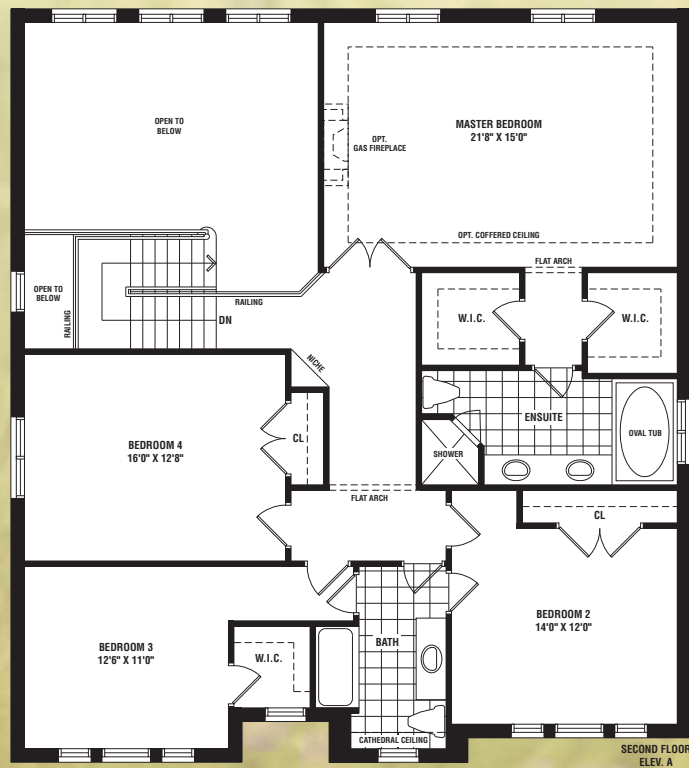 OPEN TO
BELOW
MASTER BEDROOM
21'8" X 15'0"
OPT.
GAS FIREPLACE
OPT. COFFERED CEILING
FLAT ARCH
OPEN TO
BELOW
RAILING
RAILING
DN
W.I.C.
W.I.C.
NICHE
ENSUITE
OVAL TUB
SHOWER
BEDROOM 4
16'0" X 12'8"
CL
FLAT ARCH
CL
BEDROOM 2
14'0" X 12'0"
BEDROOM 3
12'6" X 11'0"
W.I.C.
BATH
CATHEDRAL CEILING
SECOND FLOOR
ELEV. A